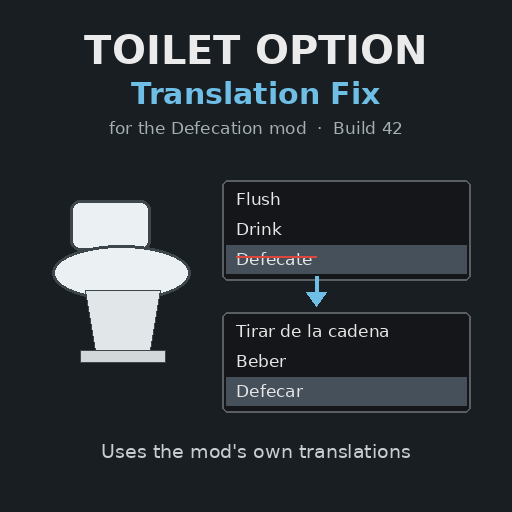 TOILET OPTION
Translation Fix
for the Defecation mod · Build 42
Flush
Drink
Defecate
Tirar de la cadena
Beber
Defecar
Uses the mod's own translations